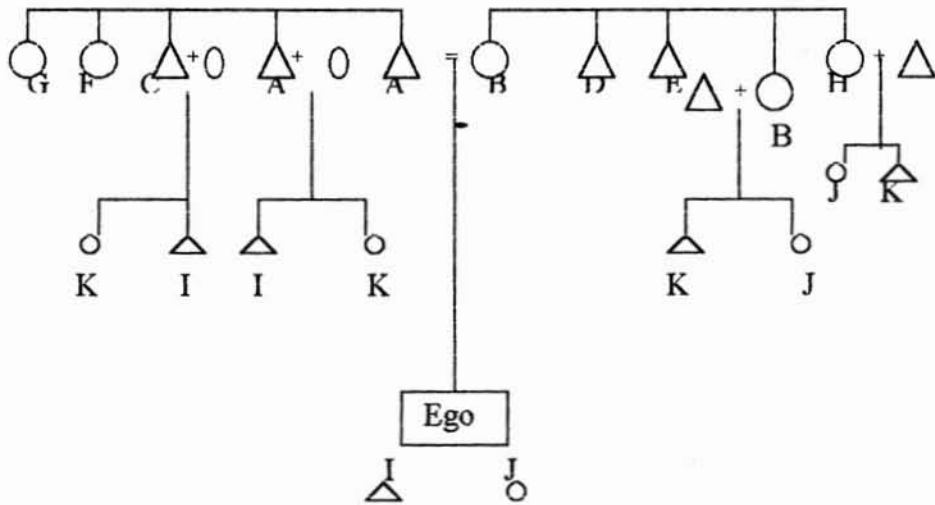 G F C + A + A = B D E + B H +
J K
K I I K K J
Ego
I J